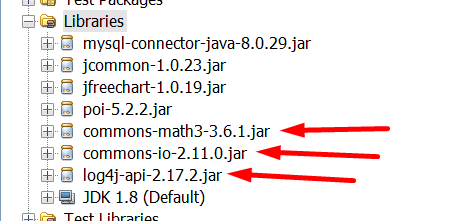 Test Packages
Libraries
mysql-connector-java-8.0.29.jar
jcommon-1.0.23.jar
jfreechart-1.0.19.jar
poi-5.2.2.jar
commons-math3-3.6.1.jar
commons-io-2.11.0.jar
log4j-api-2.17.2.jar
JDK 1.8 (Default)
Test Libraries